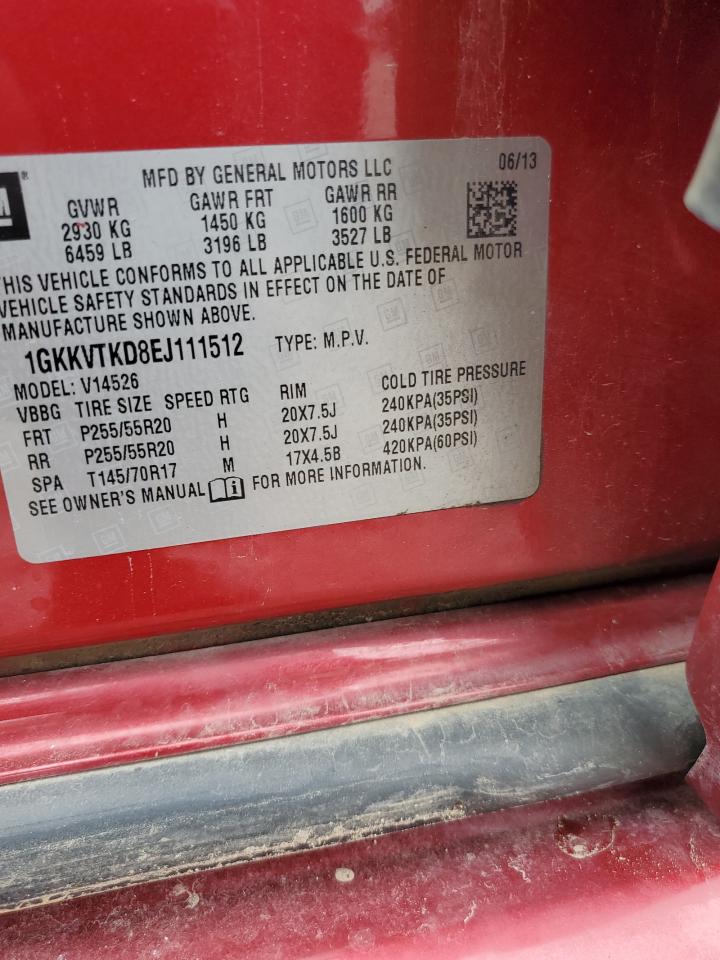 M ®
MFD BY GENERAL MOTORS LLC 06/13
GVWR GAWR FRT GAWR RR
2930 KG 1450 KG 1600 KG
6459 LB 3196 LB 3527 LB
THIS VEHICLE CONFORMS TO ALL APPLICABLE U.S. FEDERAL MOTOR
VEHICLE SAFETY STANDARDS IN EFFECT ON THE DATE OF
MANUFACTURE SHOWN ABOVE.
1GKKVTKD8EJ111512 TYPE: M.P.V.
MODEL: V14526
VBBG TIRE SIZE SPEED RTG RIM COLD TIRE PRESSURE
FRT P255/55R20 H 20X7.5J 240KPA(35PSI)
RR P255/55R20 H 20X7.5J 240KPA(35PSI)
SPA T145/70R17 M 17X4.5B 420KPA(60PSI)
SEE OWNER'S MANUAL i FOR MORE INFORMATION.